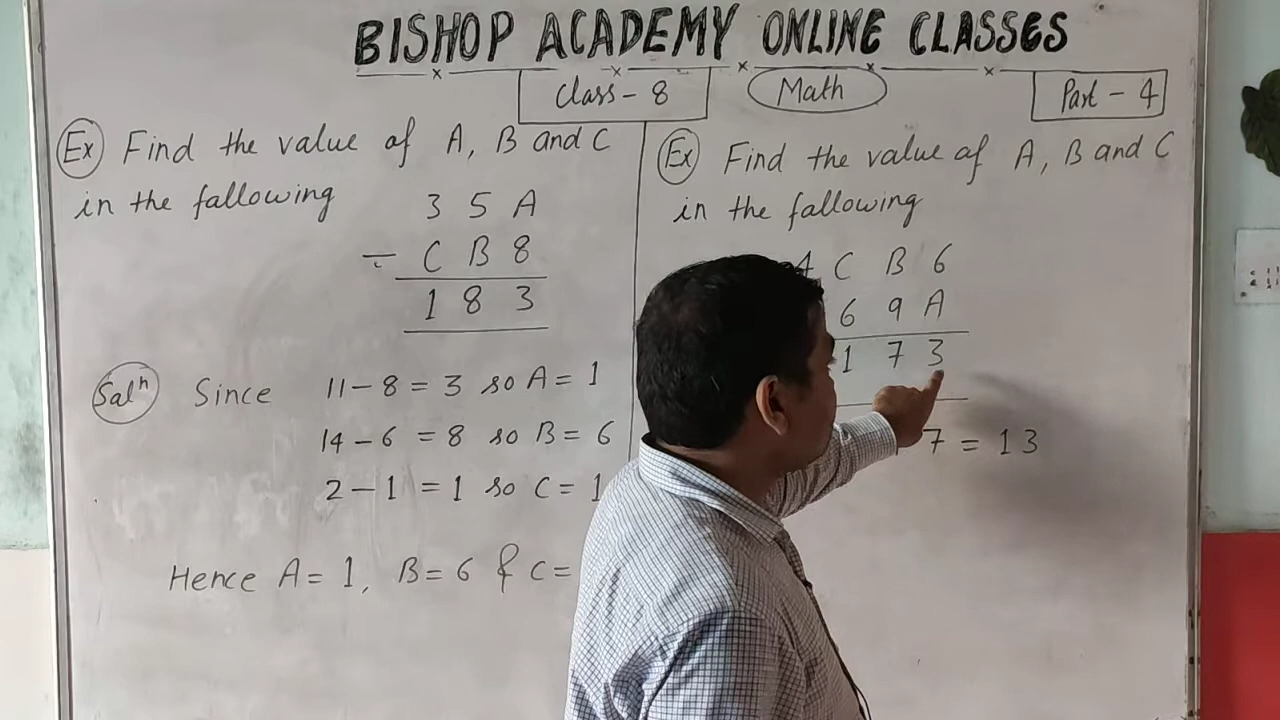 BISHOP ACADEMY ONLINE CLASSES
Class - 8
Math
Part - 4
Ex Find the value of A, B and C
in the fallowing
3 5 A
- C B 8
1 8 3
Salⁿ Since 11 - 8 = 3 so A = 1
14 - 6 = 8 so B = 6
2 - 1 = 1 so C = 1
Hence A = 1, B = 6 & C =
Ex Find the value of A, B and C
in the fallowing
C B 6
6 9 A
1 7 3
7 = 13